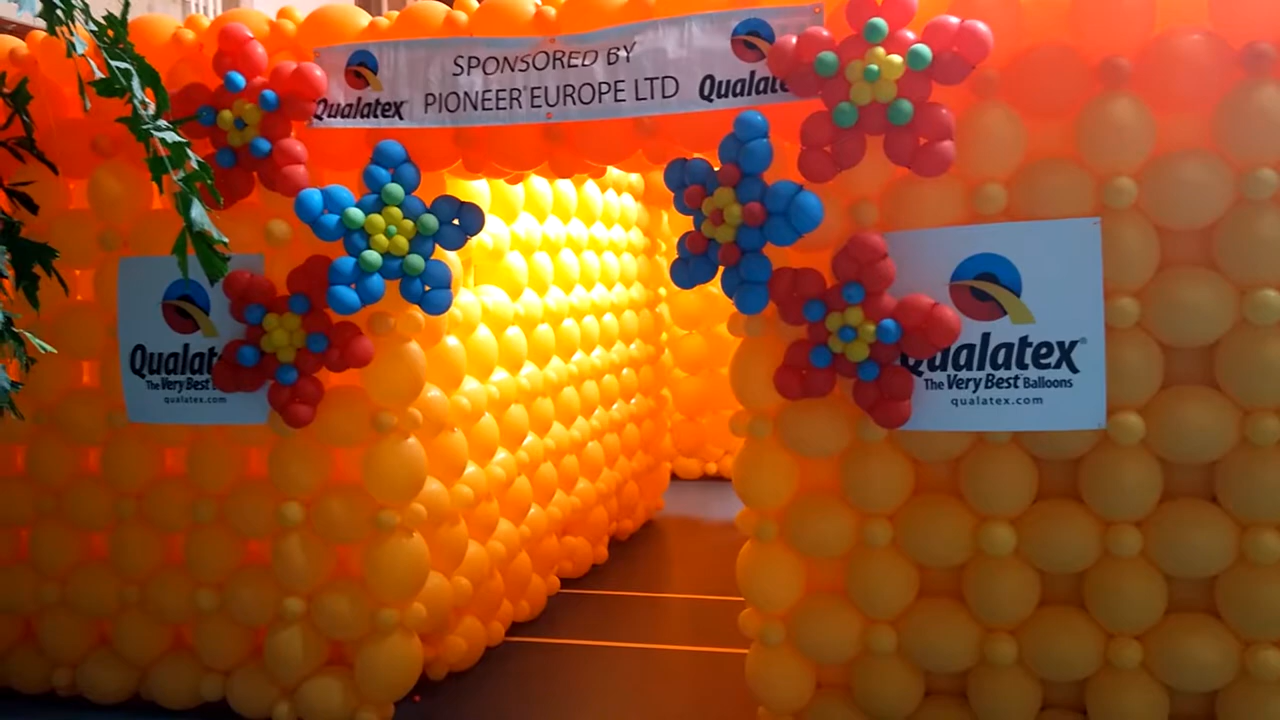 SPONSORED BY
PIONEER EUROPE LTD
Qualatex
Qualatex
The Very Best
qualatex.com
Qualatex®
The Very Best Balloons
qualatex.com